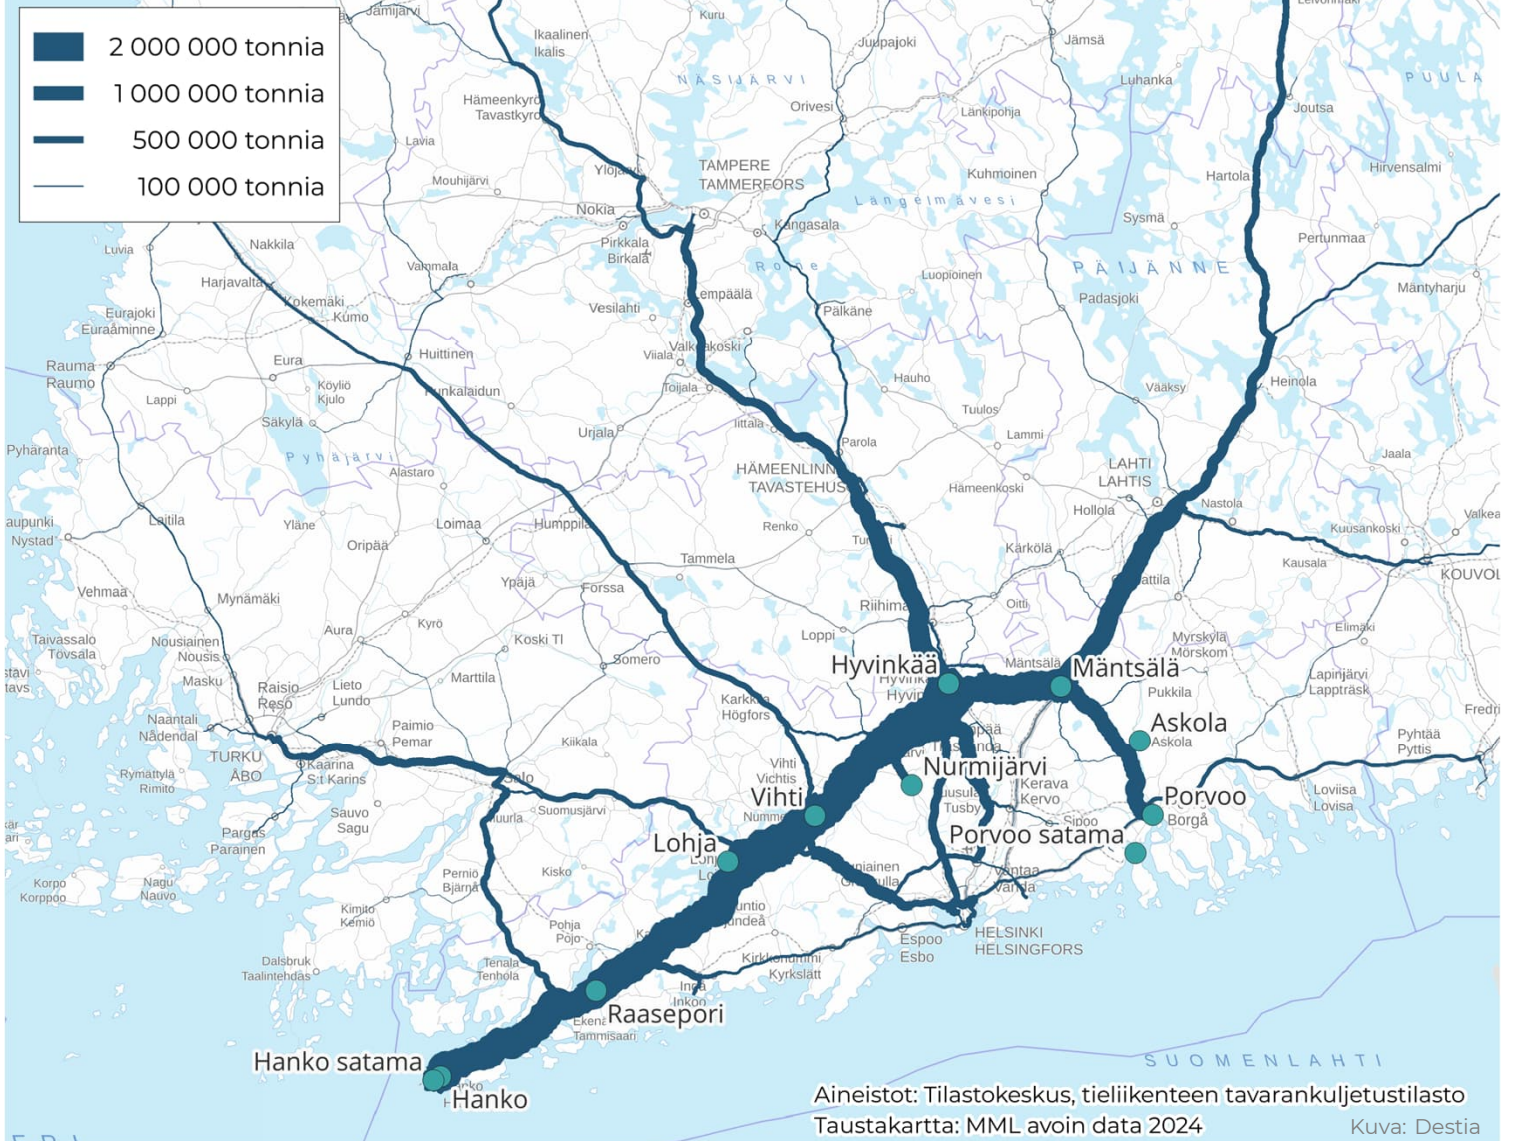 2 000 000 tonnia
1 000 000 tonnia
500 000 tonnia
100 000 tonnia
Jämijärvi
Ikaalinen
Ikalis
Kuru
Juupajoki
Jämsä
Leivonmäki
NÄSIJÄRVI
Luhanka
PUULA
Hämeenkyrö
Tavastkyro
Orivesi
Länkipohja
Joutsa
Lavia
Ylöjärvi
TAMPERE
TAMMERFORS
Kuhmoinen
Hartola
Hirvensalmi
Mouhijärvi
Nokia
Längelmävesi
Kangasala
Sysmä
Pertunmaa
Luvia
Nakkila
Pirkkala
Birkala
Vammala
Roine
Luopioinen
PÄIJÄNNE
Harjavalta
Kokemäki
Kumo
Lempäälä
Vesilahti
Pälkäne
Padasjoki
Mäntyharju
Eurajoki
Euraåminne
Huittinen
Viiala
Valkeakoski
Rauma
Raumo
Eura
Köyliö
Kjulo
Punkalaidun
Toijala
Hauho
Vääksy
Heinola
Lappi
Säkylä
Urjala
Iittala
Tuulos
Lammi
Parola
Pyhäranta
Pyhäjärvi
Alastaro
HÄMEENLINN
TAVASTEHUS
Hämeenkoski
LAHTI
LAHTIS
Jaala
Nastola
Hollola
Kuusankoski
Valkea
aupunki
Nystad
Laitila
Yläne
Loimaa
Humppila
Renko
Oripää
Tammela
Kärkölä
Kausala
KOUVOL
Vehmaa
Mynämäki
Ypäjä
Forssa
Riihimä
Oitti
Taivassalo
Tövsala
Nousiainen
Nousis
Aura
Kyrö
Koski Tl
Loppi
Myrskylä
Mörskom
Elimäki
Masku
Somero
Hyvinkää
Mäntsälä
Mäntsälä
Lapinjärvi
Lappträsk
Raisio
Reso
Lieto
Lundo
Marttila
Karkkila
Högfors
Pukkila
Naantali
Nådendal
Paimio
Pemar
Askola
Askola
Kiikala
Pyhtää
Pyttis
TURKU
ÅBO
Kaarina
S:t Karins
Salo
Vihti
Vichtis
Nurmijärvi
Kerava
Kervo
Rymättylä
Rimito
Loviisa
Lovisa
Vihti
Porvoo
Borgå
Sauvo
Sagu
Muurla
Suomusjärvi
Tusby
Sipoo
Pargas
Parainen
Lohja
Porvoo satama
Perniö
Bjärnå
Kisko
Vantaa
Vanda
Korpo
Korppoo
Nagu
Nauvo
Kimito
Kemiö
Pohja
Pojo
HELSINKI
HELSINGFORS
Espoo
Esbo
Dalsbruk
Taalintehdas
Tenala
Tenhola
Kirkkonummi
Kyrkslätt
Inkoo
Raasepori
Tammisaari
Hanko satama
Hanko
SUOMENLAHTI
Aineistot: Tilastokeskus, tieliikenteen tavarankuljetustilasto
Taustakartta: MML avoin data 2024
Kuva: Destia